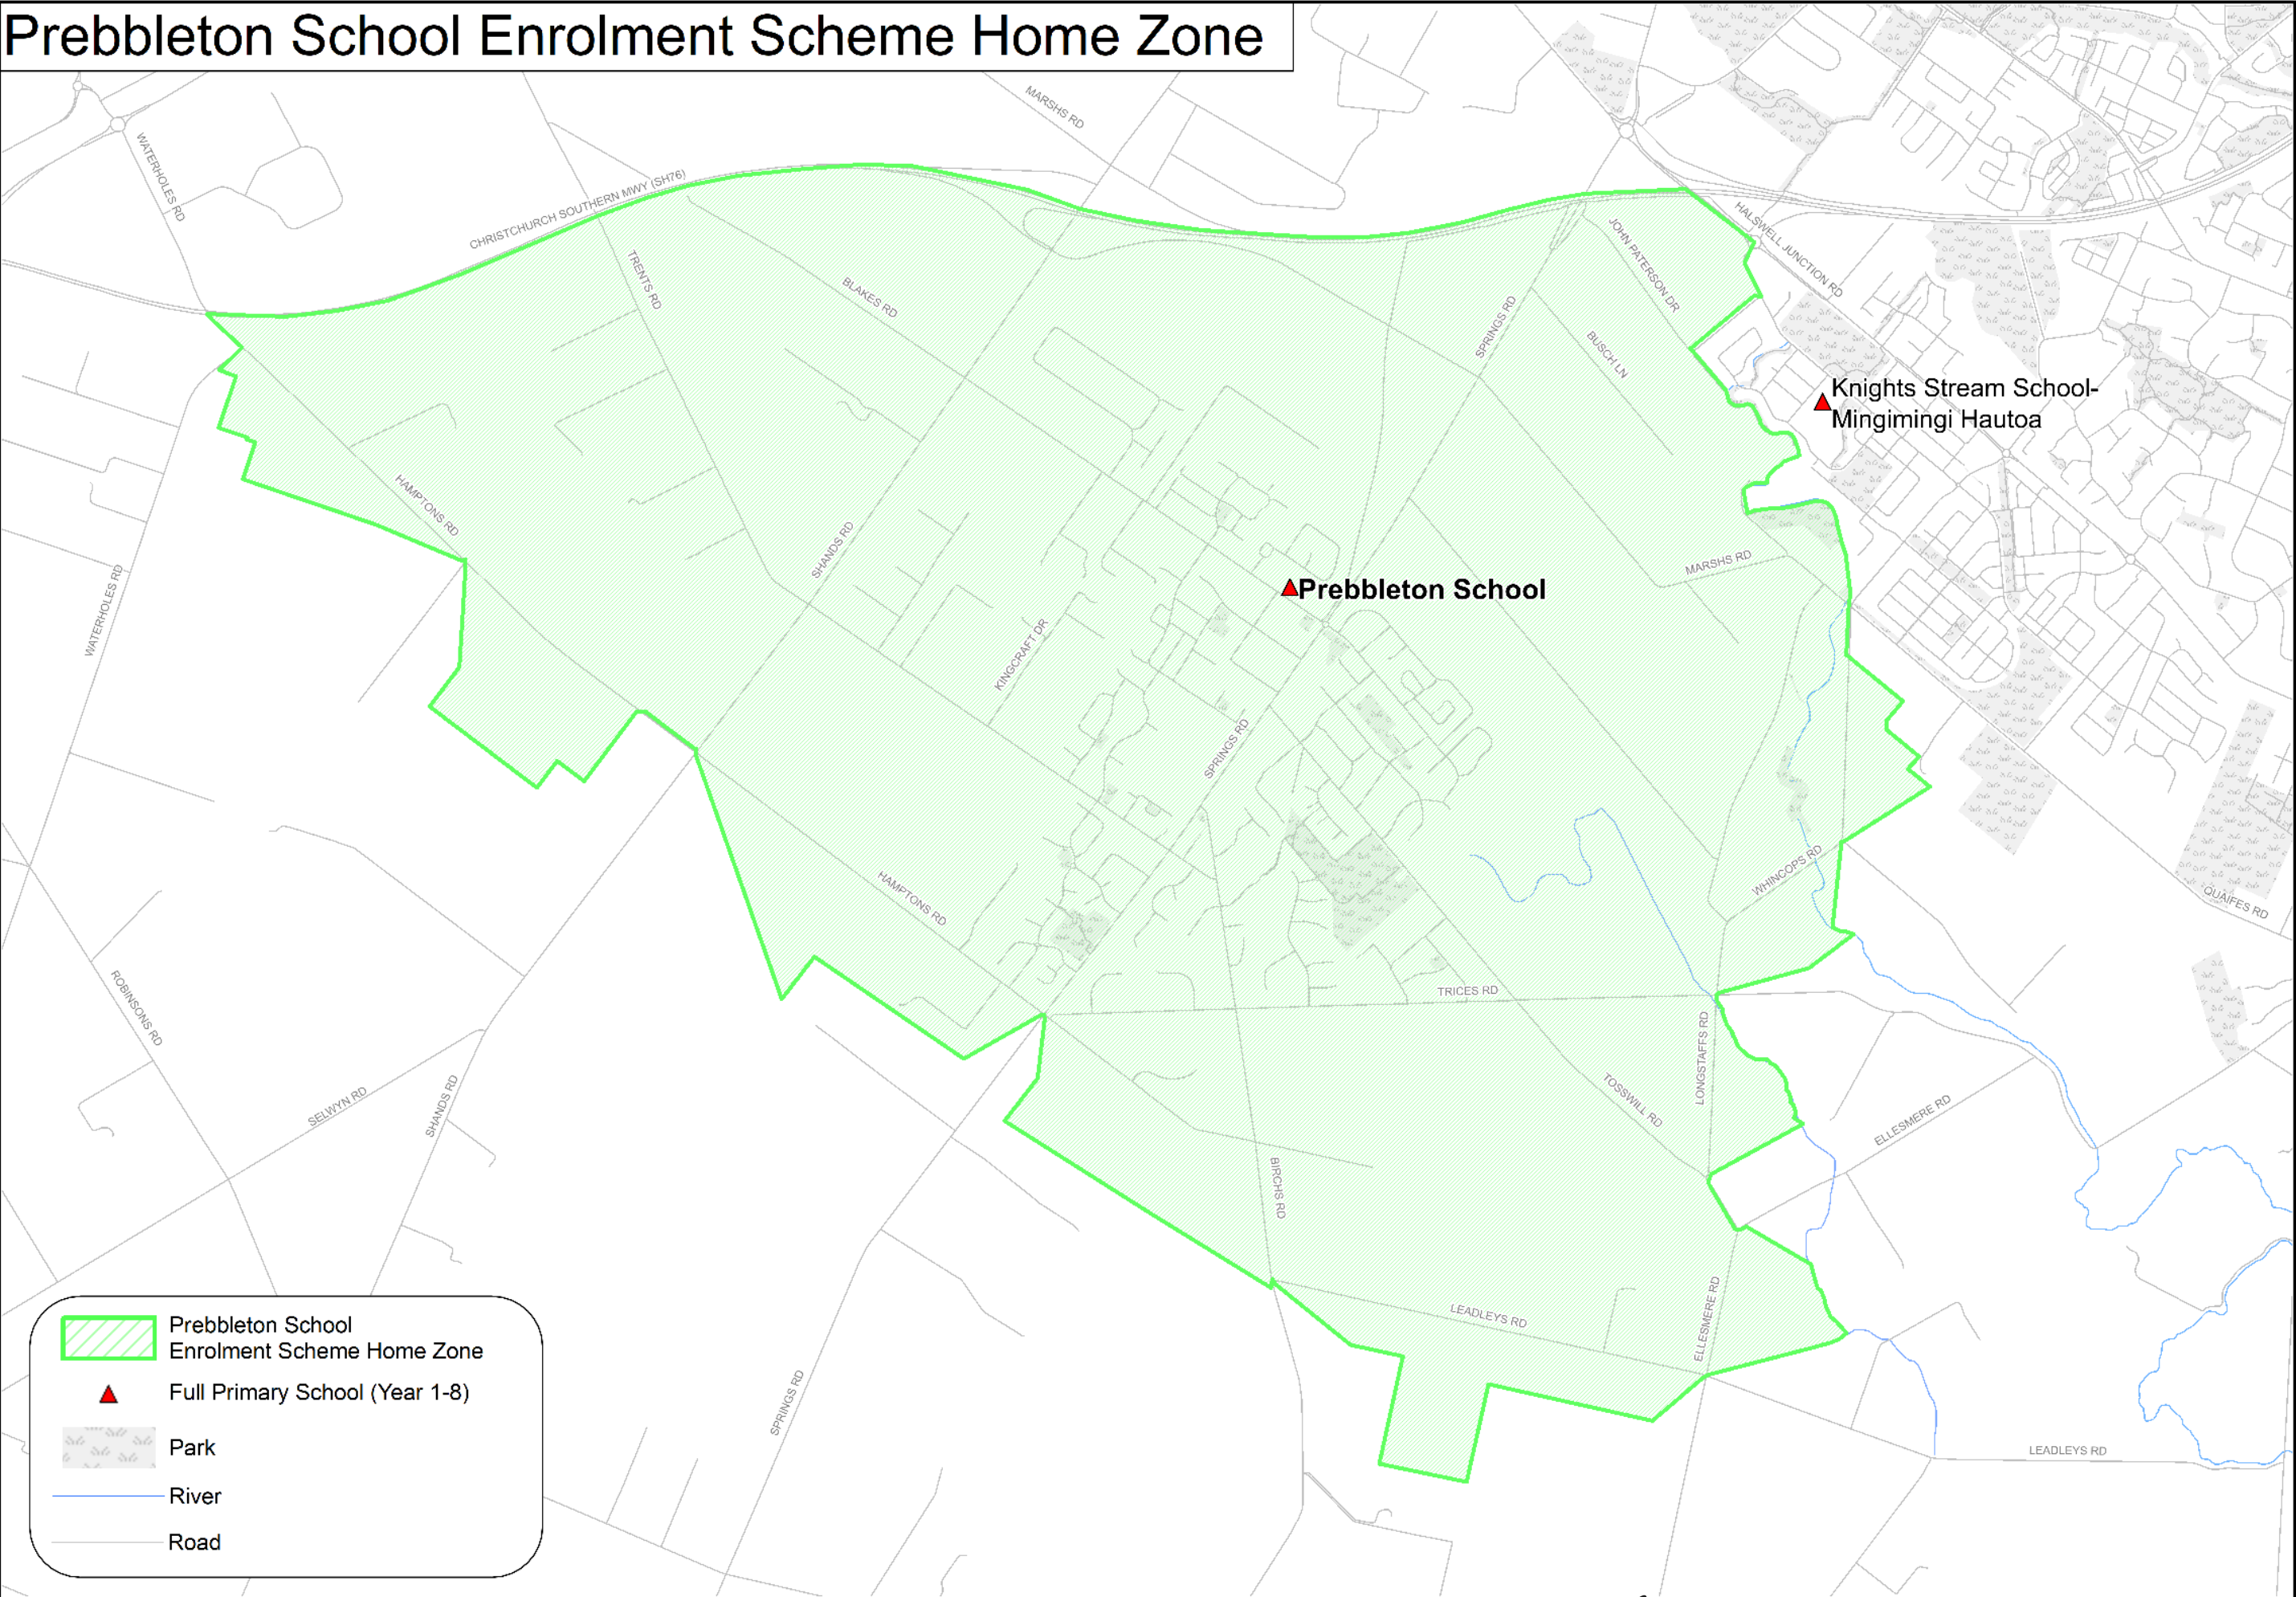 Prebbleton School Enrolment Scheme Home Zone
MARSHS RD
WATERHOLES RD
CHRISTCHURCH SOUTHERN MWY (SH76)
HALSWELL JUNCTION RD
JOHN PATERSON DR
TRENTS RD
BLAKES RD
SPRINGS RD
BUSCH LN
Knights Stream School-
Mingimingi Hautoa
HAMPTONS RD
SHANDS RD
MARSHS RD
Prebbleton School
WATERHOLES RD
KINGCRAFT DR
SPRINGS RD
WHINCOPS RD
HAMPTONS RD
QUAIFES RD
TRICES RD
ROBINSONS RD
LONGSTAFFS RD
TOSSWILL RD
SELWYN RD
SHANDS RD
ELLESMERE RD
BIRCHS RD
LEADLEYS RD
ELLESMERE RD
SPRINGS RD
LEADLEYS RD
Prebbleton School
Enrolment Scheme Home Zone
Full Primary School (Year 1-8)
Park
River
Road